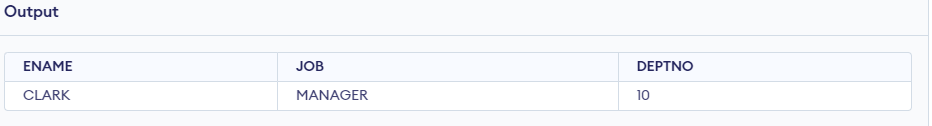 Output
ENAME JOB DEPTNO
CLARK MANAGER 10